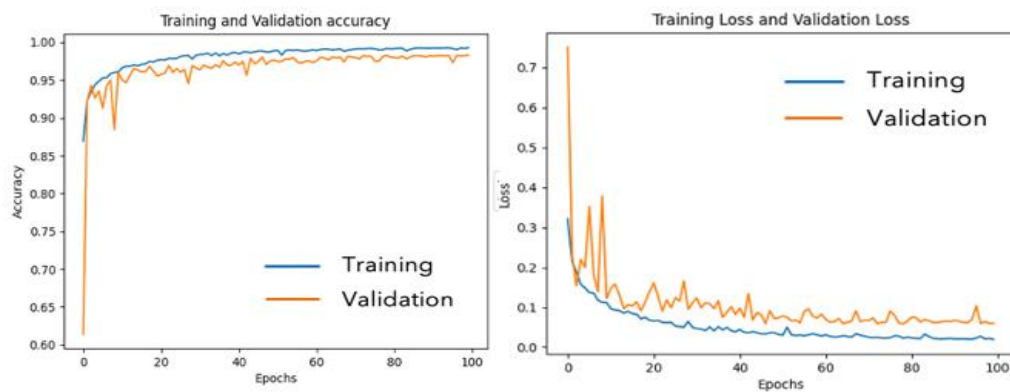 Training and Validation accuracy
1.00
0.95
0.90
0.85
0.80
0.75
0.70
0.65
0.60
Accuracy
Training
Validation
0
20
40
60
80
100
Epochs
Training Loss and Validation Loss
0.7
0.6
0.5
0.4
0.3
0.2
0.1
0.0
Loss
Training
Validation
0
20
40
60
80
100
Epochs